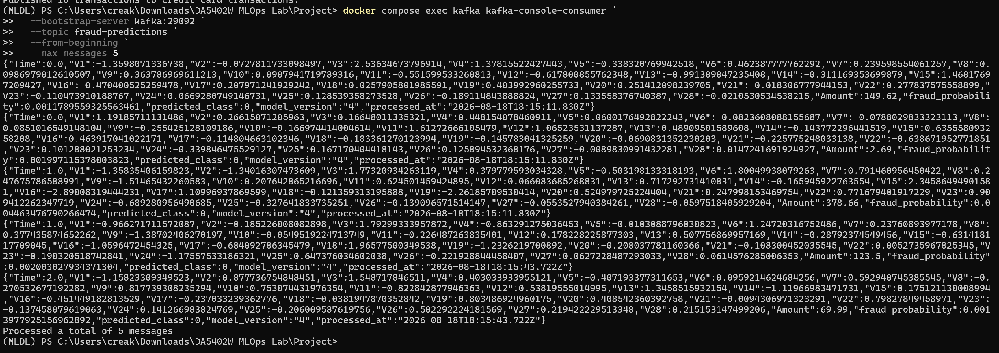 Published 10 transactions to credit card transactions.
(MLDL) PS C:\Users\creak\Downloads\DA5402W MLOps Lab\Project> docker compose exec kafka kafka-console-consumer `
>>   --bootstrap-server kafka:29092 `
>>   --topic fraud-predictions `
>>   --from-beginning `
>>   --max-messages 5
{"Time":0.0,"V1":-1.3598071336738,"V2":-0.0727811733098497,"V3":2.53634673796914,"V4":1.37815522427443,"V5":-0.338320769942518,"V6":0.462387777762292,"V7":0.239598554061257,"V8":0.
0986979012610507,"V9":0.363786969611213,"V10":0.0907941719789316,"V11":-0.551599533260813,"V12":-0.617800855762348,"V13":-0.991389847235408,"V14":-0.311169353699879,"V15":1.4681769
7209427,"V16":-0.470400525259478,"V17":0.207971241929242,"V18":0.0257905801985591,"V19":0.403992960255733,"V20":0.251412098239705,"V21":-0.018306777944153,"V22":0.277837575558899,"
V23":-0.110473910188767,"V24":0.0669280749146731,"V25":0.128539358273528,"V26":-0.189114843888824,"V27":0.133558376740387,"V28":-0.0210530534538215,"Amount":149.62,"fraud_probabili
ty":0.0011789559325563461,"predicted_class":0,"model_version":"4","processed_at":"2026-08-18T18:15:11.830Z"}
{"Time":0.0,"V1":1.19185711131486,"V2":0.26615071205963,"V3":0.16648011335321,"V4":0.448154078460911,"V5":0.0600176492822243,"V6":-0.0823608088155687,"V7":-0.0788029833323113,"V8":
0.0851016549148104,"V9":-0.255425128109186,"V10":-0.166974414004614,"V11":1.61272666105479,"V12":1.06523531137287,"V13":0.48909501589608,"V14":-0.143772296441519,"V15":0.6355580932
58208,"V16":0.463917041022171,"V17":-0.114804663102346,"V18":-0.183361270123994,"V19":-0.145783041325259,"V20":-0.0690831352230203,"V21":-0.225775248033138,"V22":-0.638671952771851
,"V23":0.101288021253234,"V24":-0.339846475529127,"V25":0.167170404418143,"V26":0.125894532368176,"V27":-0.0089830991432281,"V28":0.0147241691924927,"Amount":2.69,"fraud_probabilit
y":0.001997115378003823,"predicted_class":0,"model_version":"4","processed_at":"2026-08-18T18:15:11.830Z"}
{"Time":1.0,"V1":-1.35835406159823,"V2":-1.34016307473609,"V3":1.77320934263119,"V4":0.379779593034328,"V5":-0.503198133318193,"V6":1.80049938079263,"V7":0.791460956450422,"V8":0.2
47675786588991,"V9":-1.51465432260583,"V10":0.207642865216696,"V11":0.624501459424895,"V12":0.066083685268831,"V13":0.717292731410831,"V14":-0.165945922763554,"V15":2.3458649490158
1,"V16":-2.89008319444231,"V17":1.10996937869599,"V18":-0.121359313195888,"V19":-2.26185709530414,"V20":0.524979725224404,"V21":0.247998153469754,"V22":0.771679401917229,"V23":0.90
9412262347719,"V24":-0.689280956490685,"V25":-0.327641833735251,"V26":-0.139096571514147,"V27":-0.0553527940384261,"V28":-0.0597518405929204,"Amount":378.66,"fraud_probability":0.0
044634767902​66474,"predicted_class":0,"model_version":"4","processed_at":"2026-08-18T18:15:11.830Z"}
{"Time":1.0,"V1":-0.966271711572087,"V2":-0.185226008082898,"V3":1.79299333957872,"V4":-0.863291275036453,"V5":-0.0103088796030823,"V6":1.24720316752486,"V7":0.23760893977178,"V8":
0.377435874652262,"V9":-1.38702406270197,"V10":-0.0549519224713749,"V11":-0.226487263835401,"V12":0.178228225877303,"V13":0.507756869957169,"V14":-0.28792374549456,"V15":-0.6314181
17709045,"V16":-1.0596472454325,"V17":-0.684092786345479,"V18":1.96577500349538,"V19":-1.2326219700892,"V20":-0.208037781160366,"V21":-0.108300452035545,"V22":0.0052735967825345,"V
23":-0.190320518742841,"V24":-1.17557533186321,"V25":0.647376034602038,"V26":-0.221928844458407,"V27":0.0627228487293033,"V28":0.0614576285006353,"Amount":123.5,"fraud_probability"
:0.002003027934371304,"predicted_class":0,"model_version":"4","processed_at":"2026-08-18T18:15:43.722Z"}
{"Time":2.0,"V1":-1.15823309349523,"V2":0.877736754848451,"V3":1.548717846511,"V4":0.403033933955121,"V5":-0.407193377311653,"V6":0.0959214624684256,"V7":0.592940745385545,"V8":-0.
270532677192282,"V9":0.817739308235294,"V10":0.753074431976354,"V11":-0.822842877946363,"V12":0.53819555014995,"V13":1.3458515932154,"V14":-1.11966983471731,"V15":0.175121130008994
,"V16":-0.451449182813529,"V17":-0.237033239362776,"V18":-0.0381947870352842,"V19":0.803486924960175,"V20":0.408542360392758,"V21":-0.0094306971323291,"V22":0.79827849458971,"V23":
-0.137458079619063,"V24":0.141266983824769,"V25":-0.206009587619756,"V26":0.502292224181569,"V27":0.219422229513348,"V28":0.215153147499206,"Amount":69.99,"fraud_probability":0.001
3977925156962892,"predicted_class":0,"model_version":"4","processed_at":"2026-08-18T18:15:43.722Z"}
Processed a total of 5 messages
(MLDL) PS C:\Users\creak\Downloads\DA5402W MLOps Lab\Project>